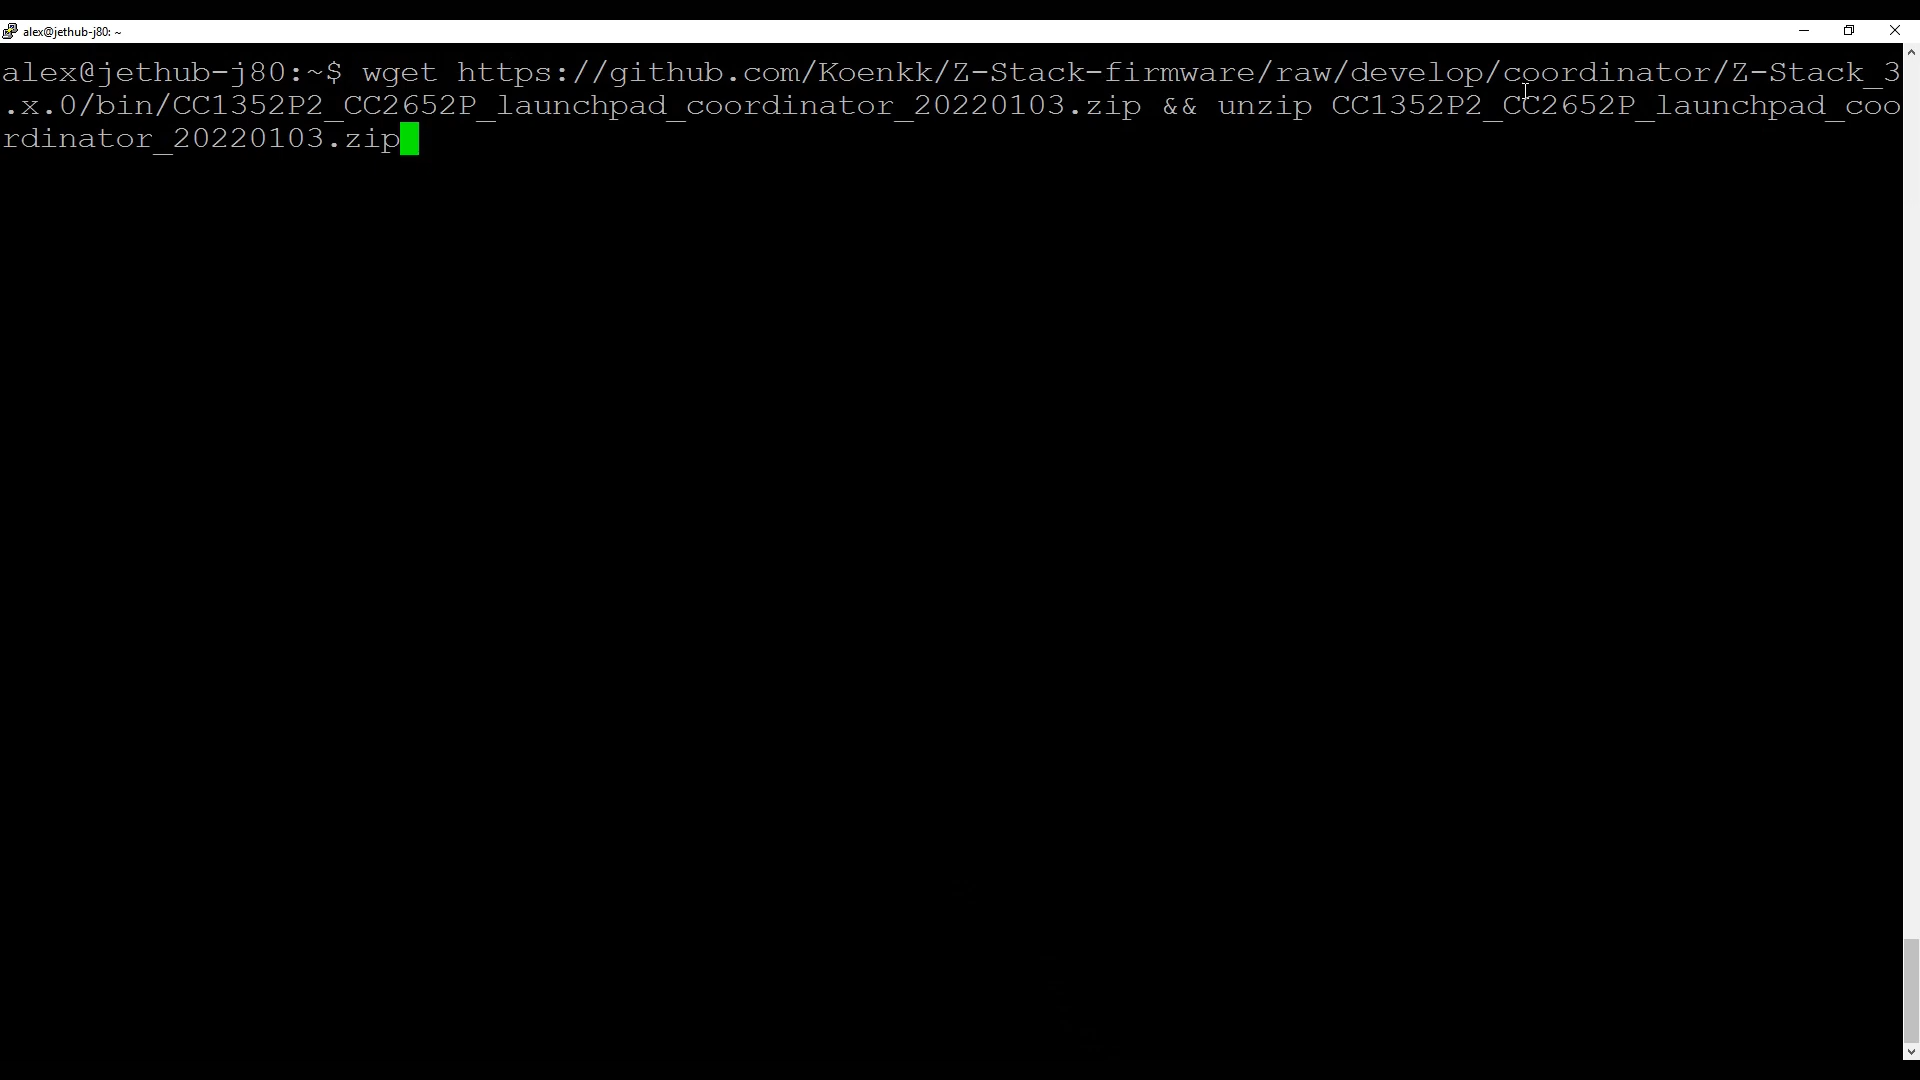 alex@jethub-j80: ~
alex@jethub-j80:~$ wget https://github.com/Koenkk/Z-Stack-firmware/raw/develop/coordinator/Z-Stack_3
.x.0/bin/CC1352P2_CC2652P_launchpad_coordinator_20220103.zip && unzip CC1352P2_CC2652P_launchpad_coo
rdinator_20220103.zip